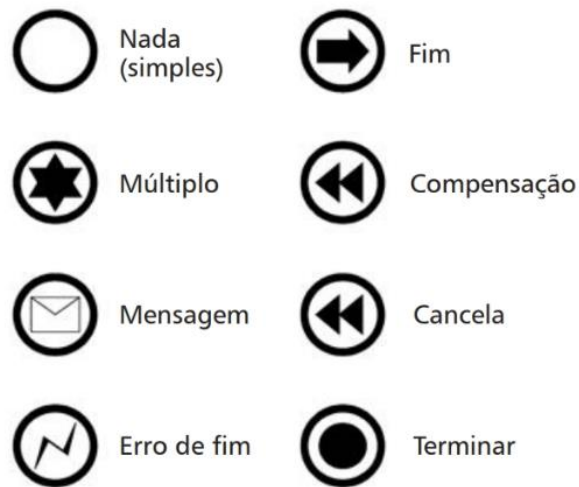 Nada
(simples)
Fim
Múltiplo
Compensação
Mensagem
Cancela
Erro de fim
Terminar